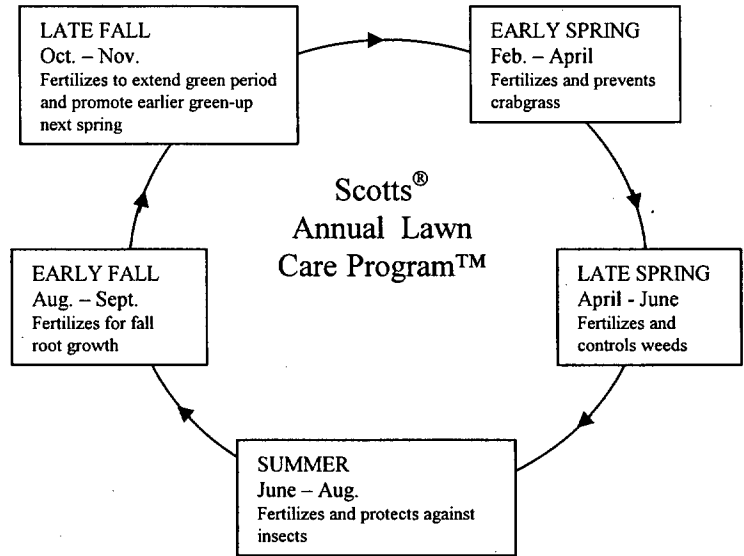 LATE FALL
Oct. – Nov.
Fertilizes to extend green period
and promote earlier green-up
next spring
EARLY SPRING
Feb. – April
Fertilizes and prevents
crabgrass
Scotts®
Annual Lawn
Care Program™
EARLY FALL
Aug. – Sept.
Fertilizes for fall
root growth
LATE SPRING
April - June
Fertilizes and
controls weeds
SUMMER
June – Aug.
Fertilizes and protects against
insects